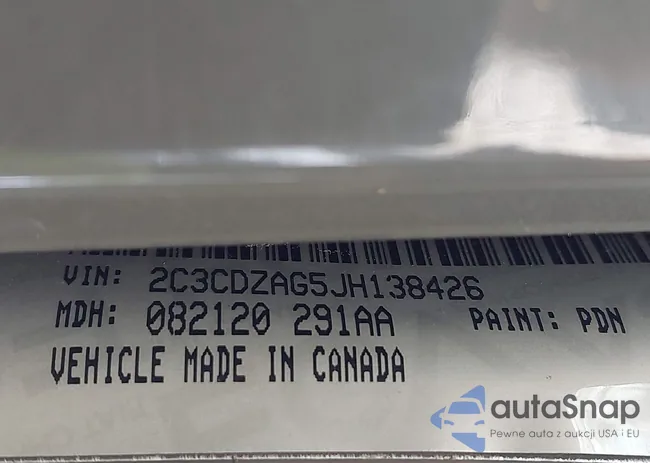 VIN: 2C3CDZAG5JH138426
MDH: 082120 291AA PAINT: PDN
VEHICLE MADE IN CANADA
autaSnap
Pewne auta z aukcji USA i EU